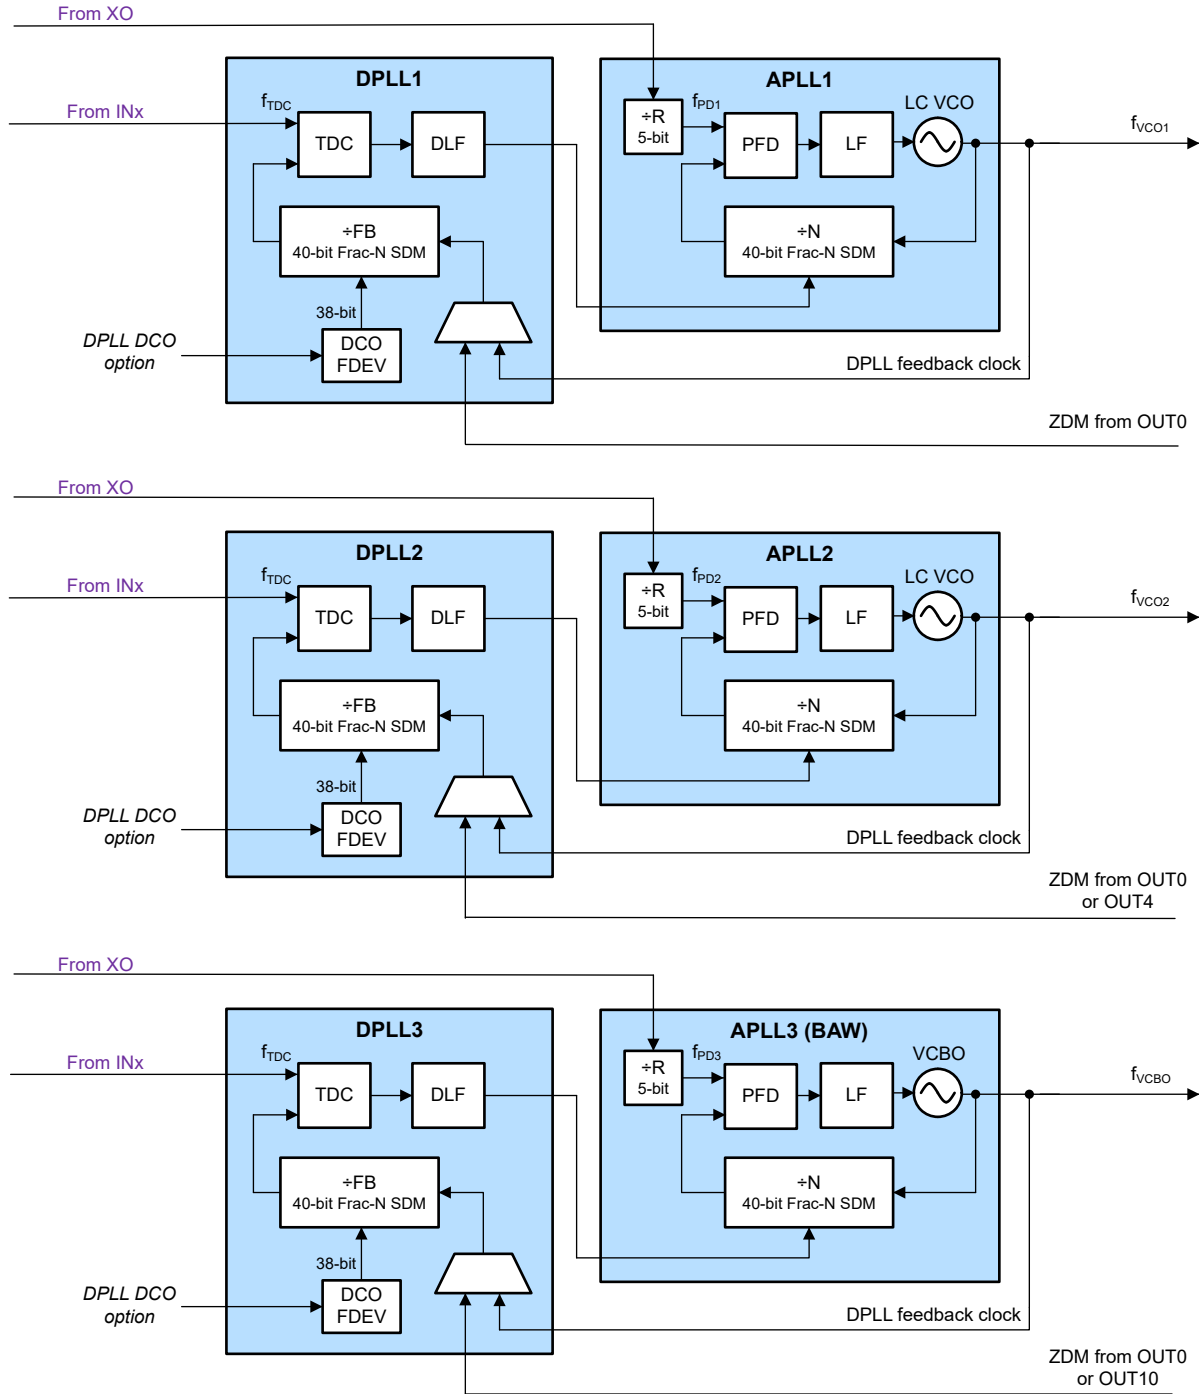 From XO
DPLL1
APLL1
From INx
fTDC
TDC
DLF
÷R
5-bit
fPD1
PFD
LF
LC VCO
fVCO1
÷FB
40-bit Frac-N SDM
÷N
40-bit Frac-N SDM
38-bit
DPLL DCO
option
DCO
FDEV
DPLL feedback clock
ZDM from OUT0
From XO
DPLL2
APLL2
From INx
fTDC
TDC
DLF
÷R
5-bit
fPD2
PFD
LF
LC VCO
fVCO2
÷FB
40-bit Frac-N SDM
÷N
40-bit Frac-N SDM
38-bit
DPLL DCO
option
DCO
FDEV
DPLL feedback clock
ZDM from OUT0
or OUT4
From XO
DPLL3
APLL3 (BAW)
From INx
fTDC
TDC
DLF
÷R
5-bit
fPD3
PFD
LF
VCBO
fVCBO
÷FB
40-bit Frac-N SDM
÷N
40-bit Frac-N SDM
38-bit
DPLL DCO
option
DCO
FDEV
DPLL feedback clock
ZDM from OUT0
or OUT10